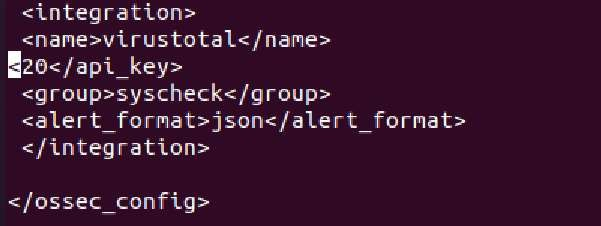 <integration>
<name>virustotal</name>
<20</api_key>
<group>syscheck</group>
<alert_format>json</alert_format>
</integration>
</ossec_config>